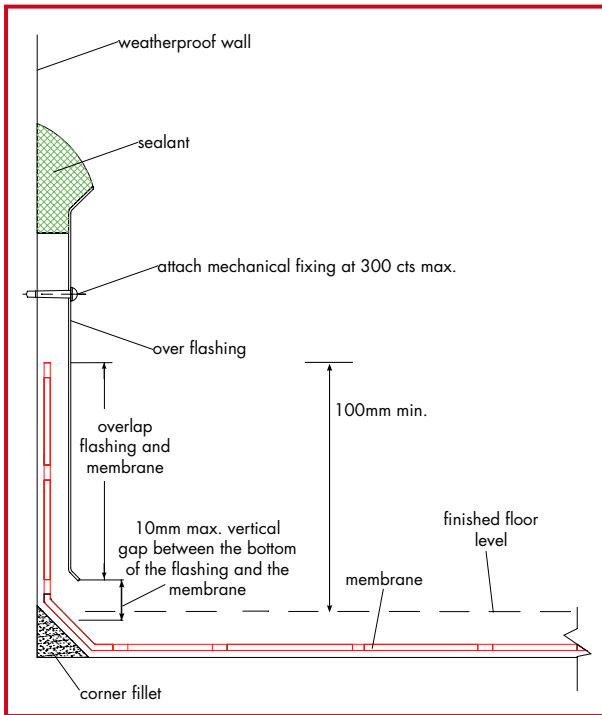 weatherproof wall
sealant
attach mechanical fixing at 300 cts max.
over flashing
100mm min.
overlap
flashing and
membrane
10mm max. vertical
gap between the bottom
of the flashing and the
membrane
finished floor
level
membrane
corner fillet